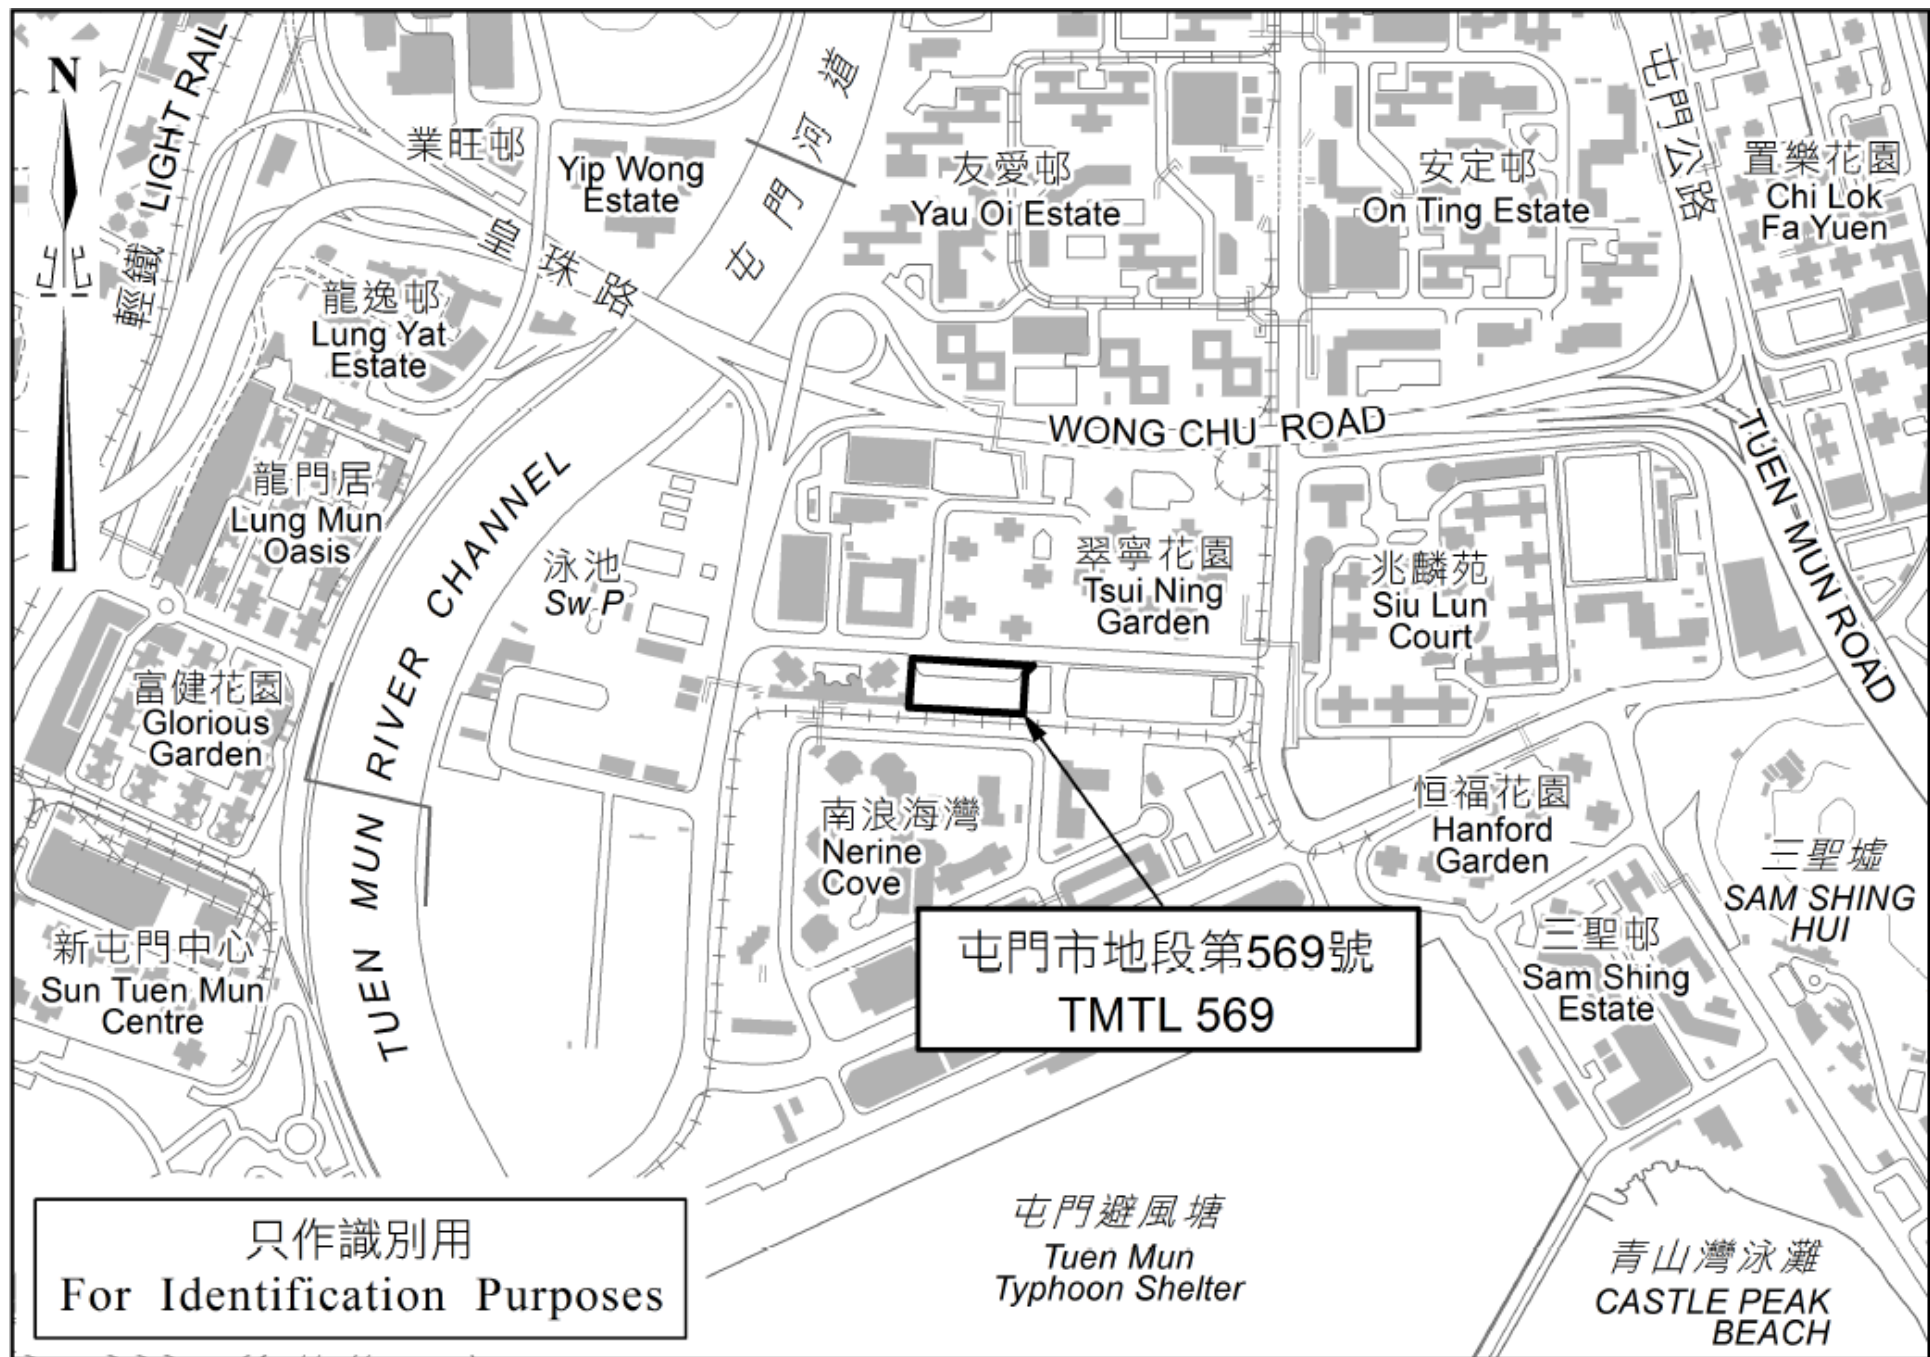 N
輕鐵
LIGHT RAIL
業旺邨
Yip Wong
Estate
屯門河道
皇珠路
友愛邨
Yau Oi Estate
安定邨
On Ting Estate
屯門公路
置樂花園
Chi Lok
Fa Yuen
龍逸邨
Lung Yat
Estate
WONG CHU ROAD
TUEN MUN ROAD
龍門居
Lung Mun
Oasis
TUEN MUN RIVER CHANNEL
泳池
Sw P
翠寧花園
Tsui Ning
Garden
兆麟苑
Siu Lun
Court
富健花園
Glorious
Garden
南浪海灣
Nerine
Cove
恒福花園
Hanford
Garden
三聖墟
SAM SHING
HUI
新屯門中心
Sun Tuen Mun
Centre
屯門市地段第569號
TMTL 569
三聖邨
Sam Shing
Estate
屯門避風塘
Tuen Mun
Typhoon Shelter
青山灣泳灘
CASTLE PEAK
BEACH
只作識別用
For Identification Purposes